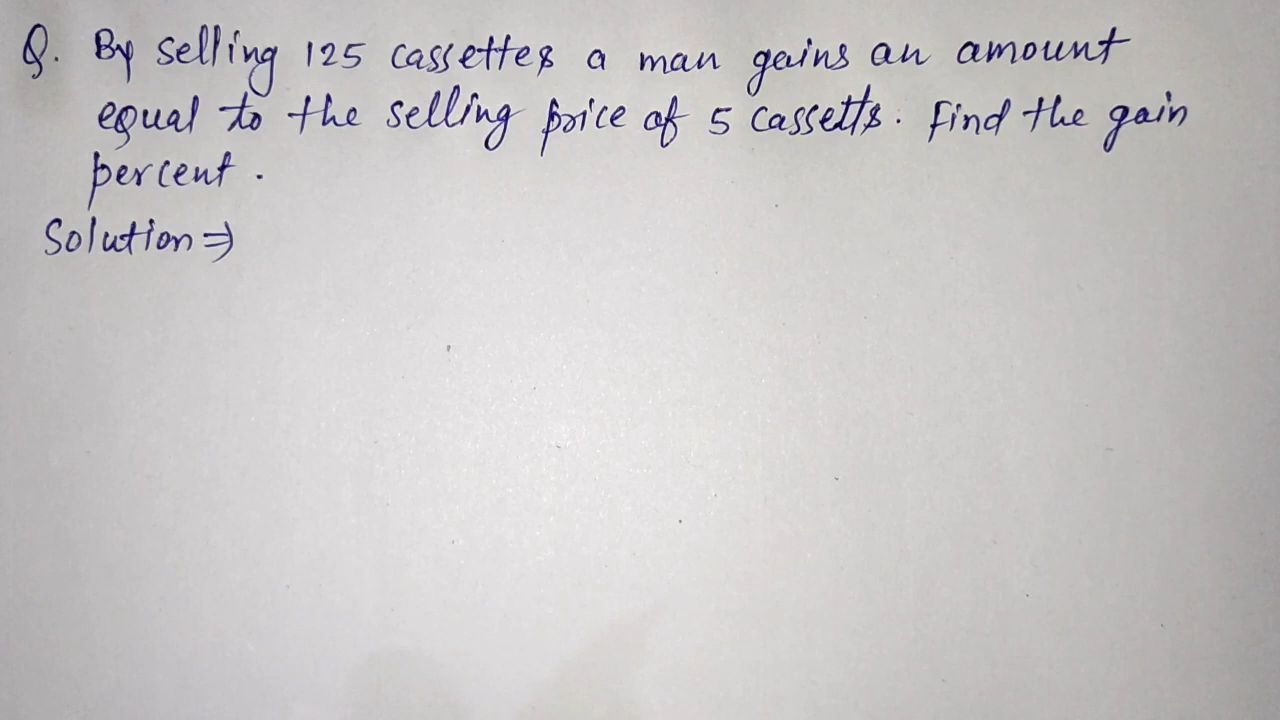 Q. By selling 125 cassettes a man gains an amount
equal to the selling price of 5 cassetts. Find the gain
percent.
Solution ⇒